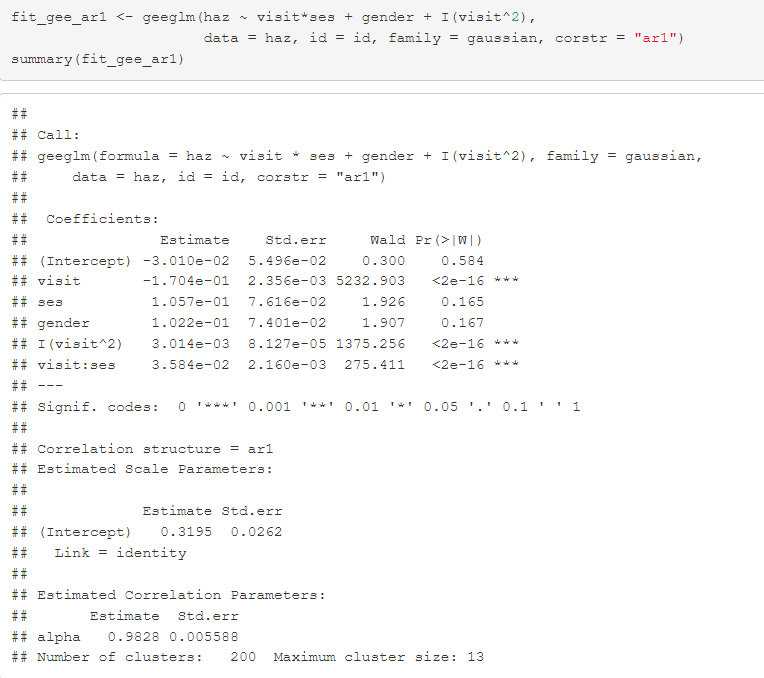 fit_gee_ar1 <- geeglm(haz ~ visit*ses + gender + I(visit^2),
                      data = haz, id = id, family = gaussian, corstr = "ar1")
summary(fit_gee_ar1)
##
## Call:
## geeglm(formula = haz ~ visit * ses + gender + I(visit^2), family = gaussian,
##     data = haz, id = id, corstr = "ar1")
##
##  Coefficients:
##              Estimate   Std.err     Wald Pr(>|W|)
## (Intercept) -3.010e-02  5.496e-02    0.300    0.584
## visit       -1.704e-01  2.356e-03 5232.903   <2e-16 ***
## ses          1.057e-01  7.616e-02    1.926    0.165
## gender       1.022e-01  7.401e-02    1.907    0.167
## I(visit^2)   3.014e-03  8.127e-05 1375.256   <2e-16 ***
## visit:ses    3.584e-02  2.160e-03  275.411   <2e-16 ***
## ---
## Signif. codes:  0 '***' 0.001 '**' 0.01 '*' 0.05 '.' 0.1 ' ' 1
##
## Correlation structure = ar1
## Estimated Scale Parameters:
##
##             Estimate Std.err
## (Intercept)   0.3195  0.0262
##   Link = identity
##
## Estimated Correlation Parameters:
##       Estimate  Std.err
## alpha   0.9828 0.005588
## Number of clusters:   200  Maximum cluster size: 13